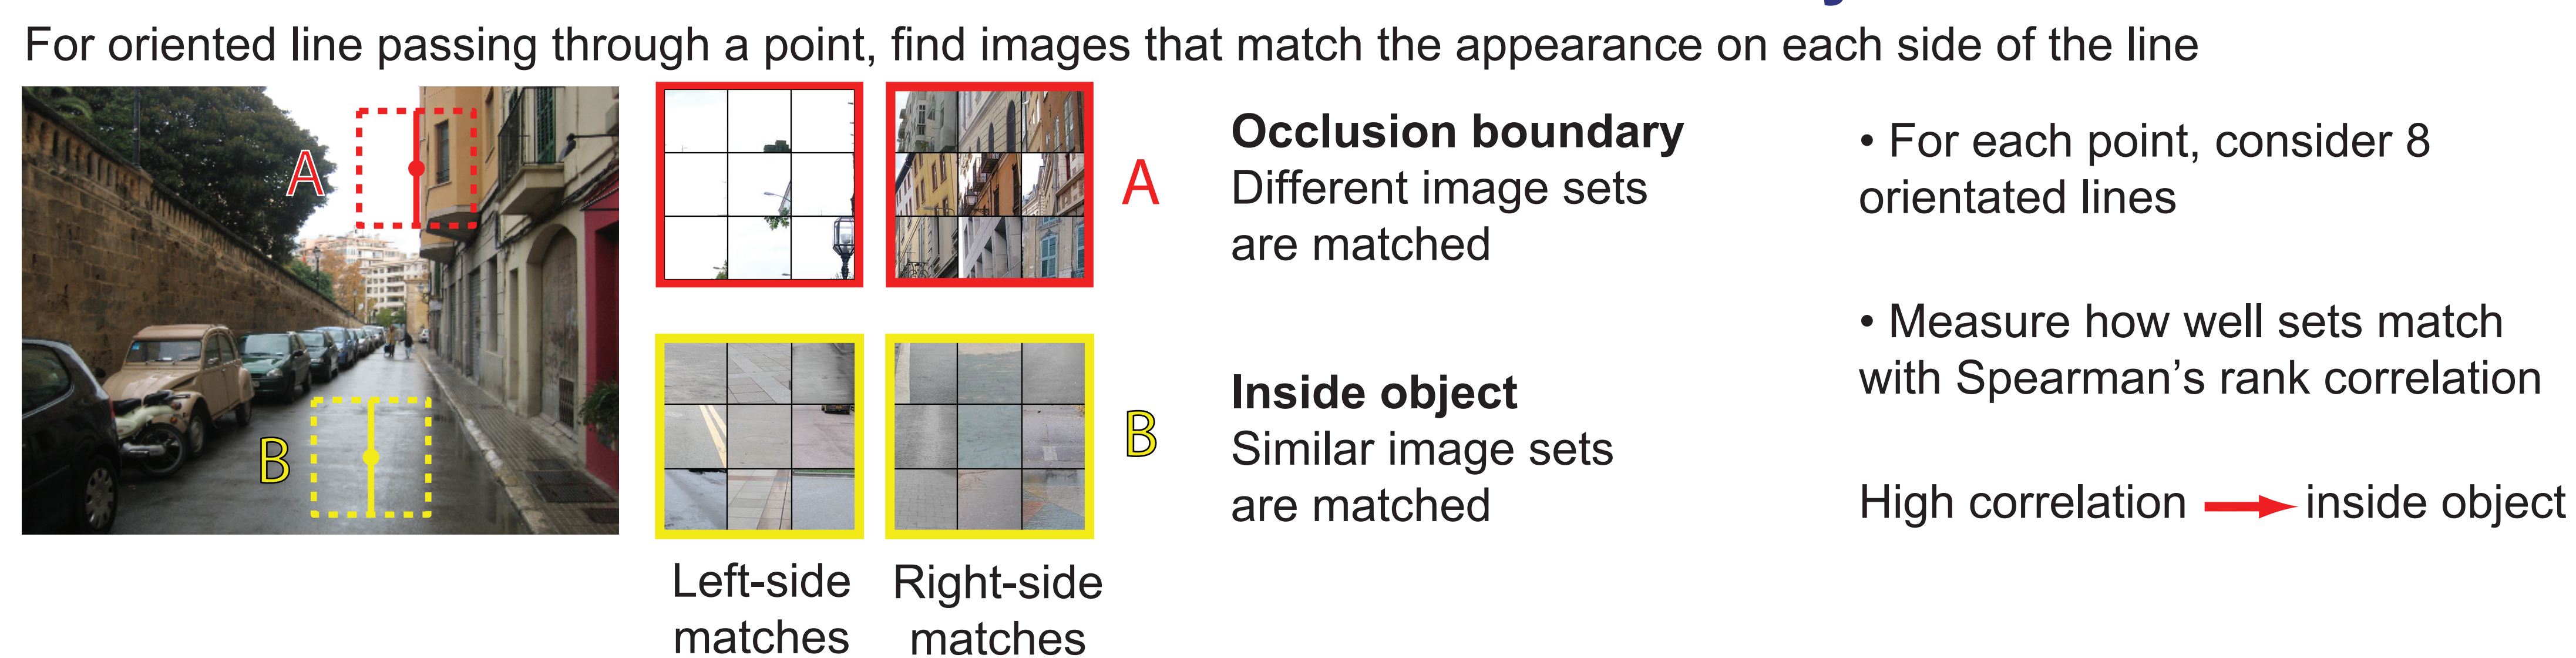 For oriented line passing through a point, find images that match the appearance on each side of the line
A
B
A
B
Left-side
matches
Right-side
matches
Occlusion boundary
Different image sets
are matched
Inside object
Similar image sets
are matched
• For each point, consider 8
orientated lines
• Measure how well sets match
with Spearman's rank correlation
High correlation
inside object